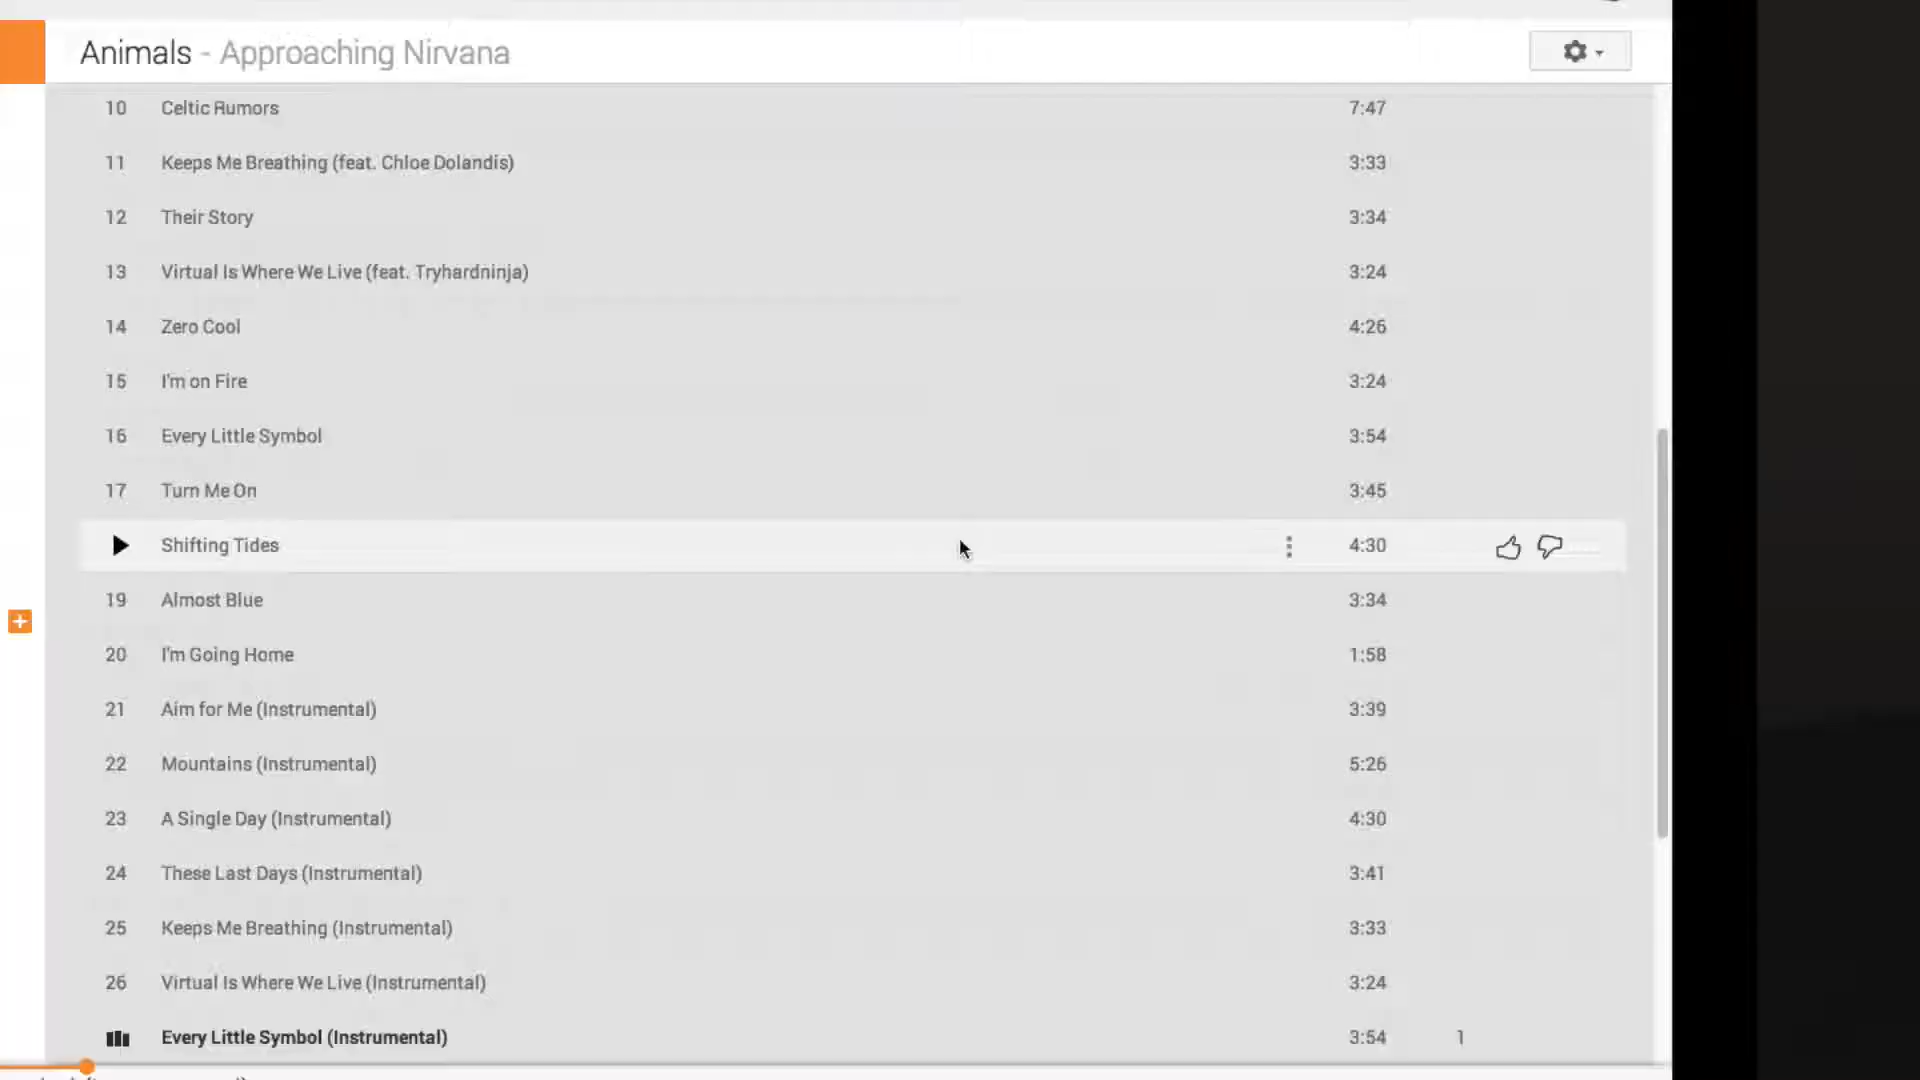 Animals - Approaching Nirvana
10 Celtic Rumors 7:47
11 Keeps Me Breathing (feat. Chloe Dolandis) 3:33
12 Their Story 3:34
13 Virtual Is Where We Live (feat. Tryhardninja) 3:24
14 Zero Cool 4:26
15 I'm on Fire 3:24
16 Every Little Symbol 3:54
17 Turn Me On 3:45
Shifting Tides 4:30
19 Almost Blue 3:34
20 I'm Going Home 1:58
21 Aim for Me (Instrumental) 3:39
22 Mountains (Instrumental) 5:26
23 A Single Day (Instrumental) 4:30
24 These Last Days (Instrumental) 3:41
25 Keeps Me Breathing (Instrumental) 3:33
26 Virtual Is Where We Live (Instrumental) 3:24
Every Little Symbol (Instrumental) 3:54 1